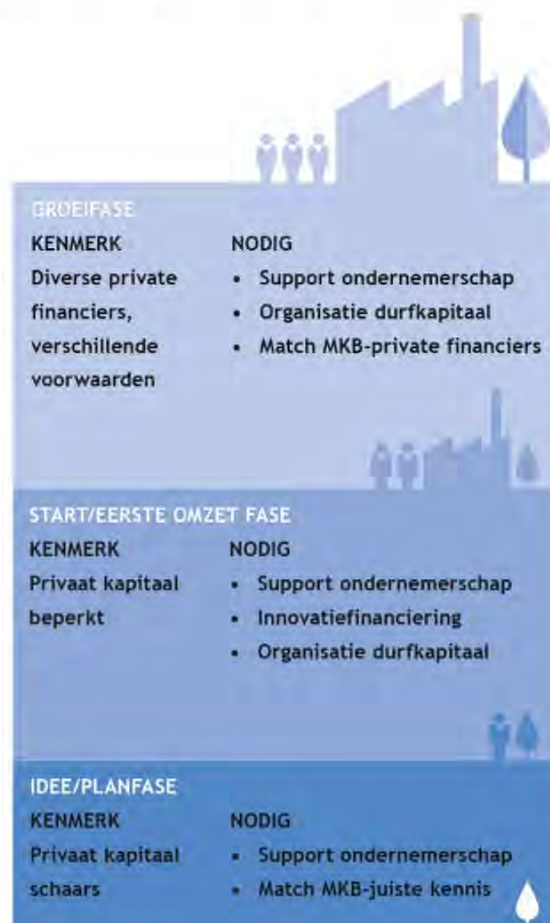 GROEIFASE
KENMERK
Diverse private
financiers,
verschillende
voorwaarden
NODIG
• Support ondernemerschap
• Organisatie durfkapitaal
• Match MKB-private financiers
START/EERSTE OMZET FASE
KENMERK
Privaat kapitaal
beperkt
NODIG
• Support ondernemerschap
• Innovatiefinanciering
• Organisatie durfkapitaal
IDEE/PLANFASE
KENMERK
Privaat kapitaal
schaars
NODIG
• Support ondernemerschap
• Match MKB-juiste kennis